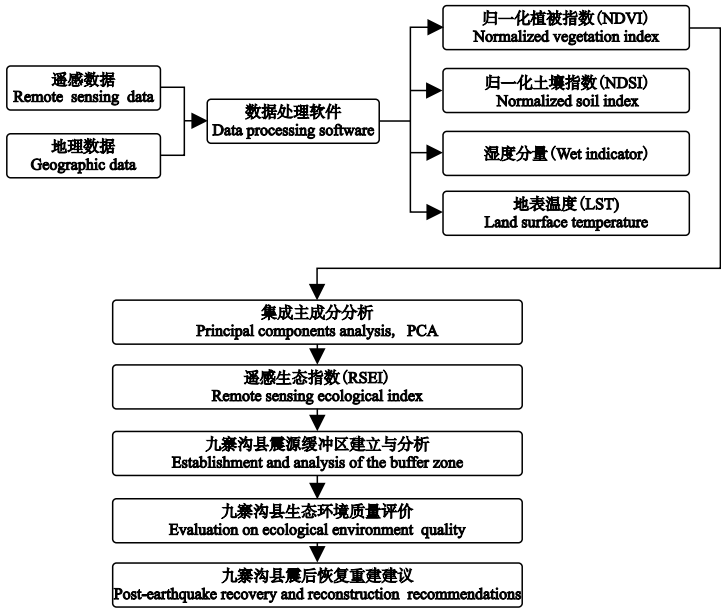 遥感数据
Remote sensing data
地理数据
Geographic data
数据处理软件
Data processing software
归一化植被指数(NDVI)
Normalized vegetation index
归一化土壤指数(NDSI)
Normalized soil index
湿度分量(Wet indicator)
地表温度(LST)
Land surface temperature
集成主成分分析
Principal components analysis, PCA
遥感生态指数(RSEI)
Remote sensing ecological index
九寨沟县震源缓冲区建立与分析
Establishment and analysis of the buffer zone
九寨沟县生态环境质量评价
Evaluation on ecological environment quality
九寨沟县震后恢复重建建议
Post-earthquake recovery and reconstruction recommendations